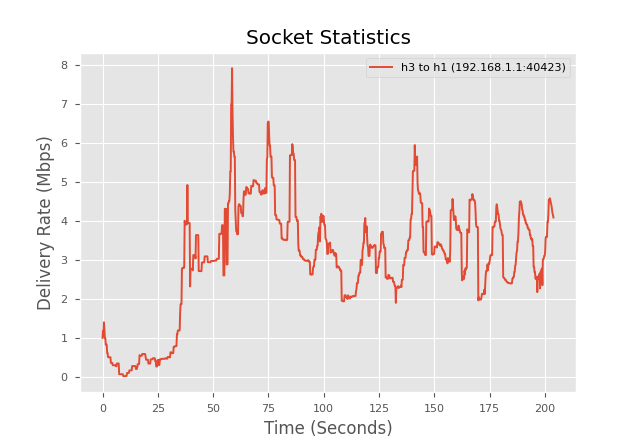 Socket Statistics
h3 to h1 (192.168.1.1:40423)
Delivery Rate (Mbps)
8
7
6
5
4
3
2
1
0
0 25 50 75 100 125 150 175 200
Time (Seconds)